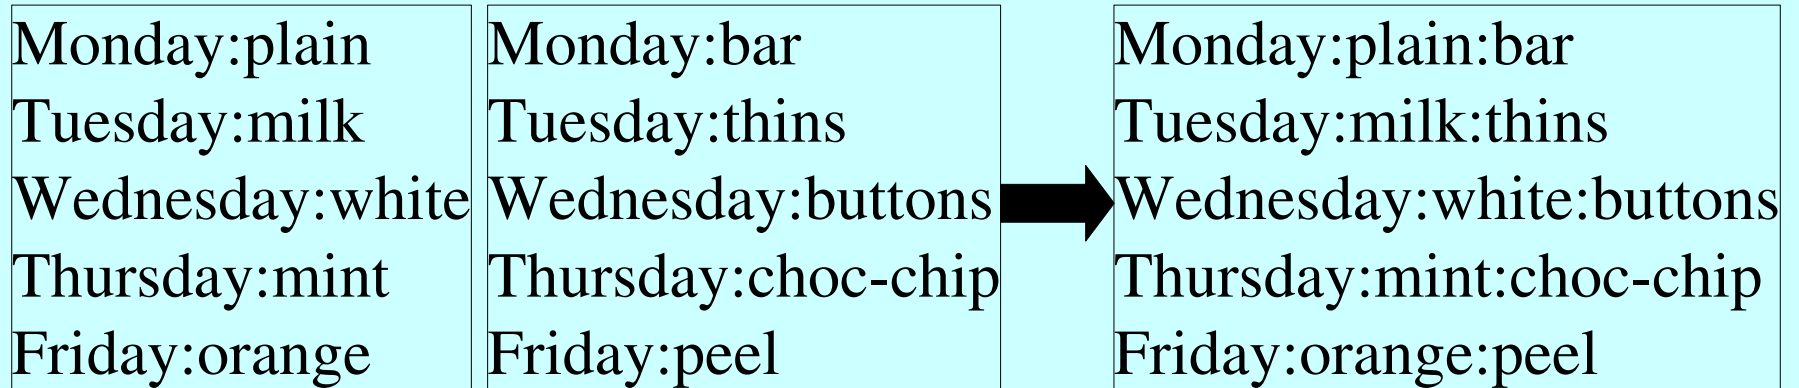 Monday:plain
Tuesday:milk
Wednesday:white
Thursday:mint
Friday:orange
Monday:bar
Tuesday:thins
Wednesday:buttons
Thursday:choc-chip
Friday:peel
Monday:plain:bar
Tuesday:milk:thins
Wednesday:white:buttons
Thursday:mint:choc-chip
Friday:orange:peel